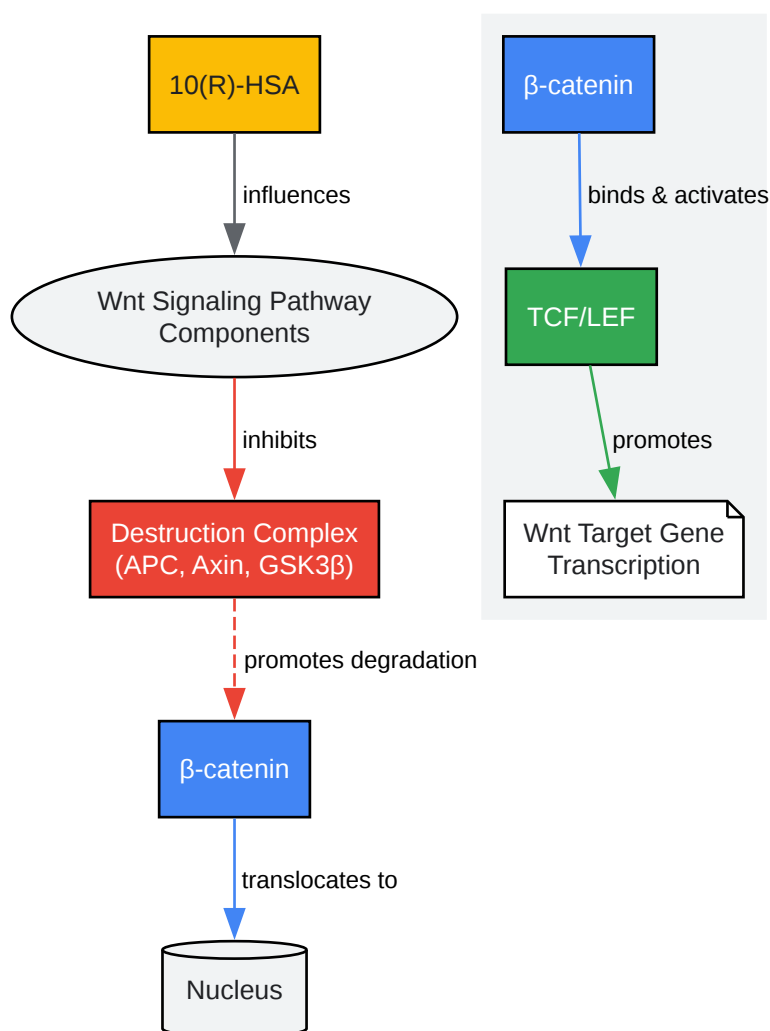 10(R)-HSA
influences
Wnt Signaling Pathway
Components
inhibits
Destruction Complex
(APC, Axin, GSK3β)
promotes degradation
β-catenin
translocates to
Nucleus
β-catenin
binds & activates
TCF/LEF
promotes
Wnt Target Gene
Transcription